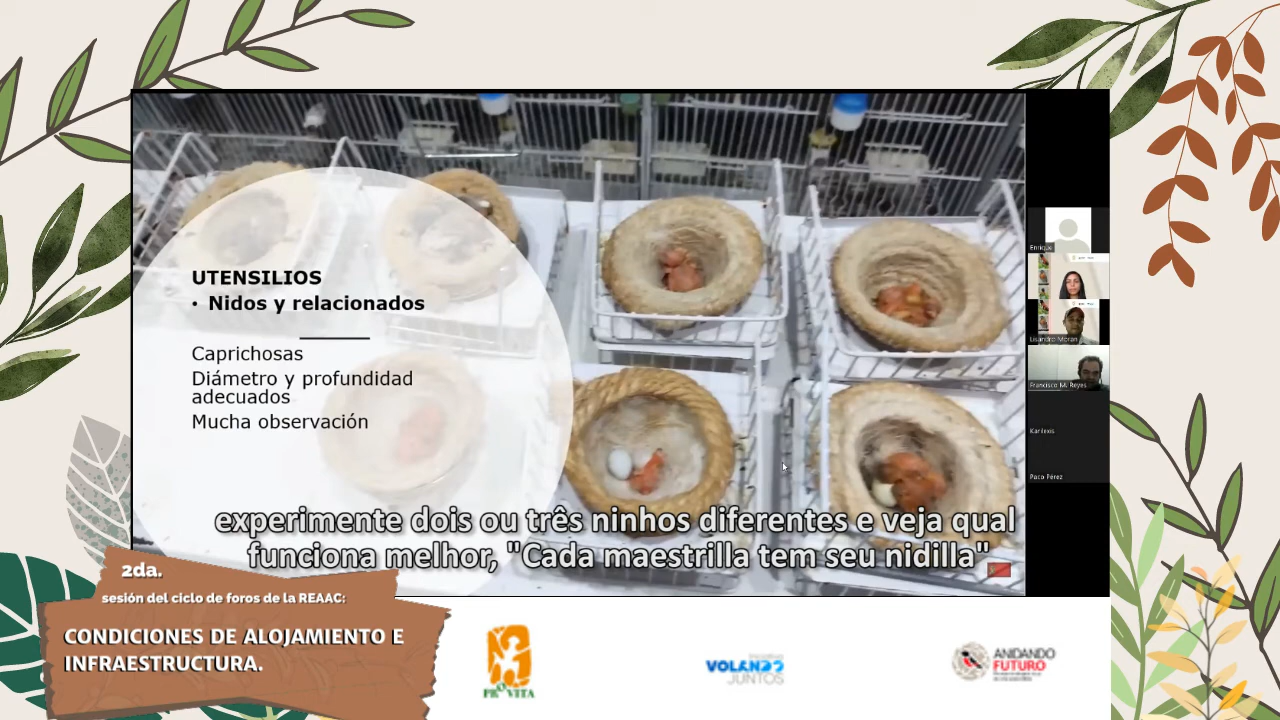 UTENSILIOS
• Nidos y relacionados
Caprichosas
Diámetro y profundidad
adecuados
Mucha observación
experimente dois ou três ninhos diferentes e veja qual
funciona melhor, "Cada maestrilla tem seu nidilla"
Enrique
Lisandro Moran
Francisco M. Reyes
Karilexis
Paco Pérez
2da.
sesión del ciclo de foros de la REAAC:
CONDICIONES DE ALOJAMIENTO E
INFRAESTRUCTURA.
PROVITA
VOLANDO
JUNTOS
ANIDANDO
FUTURO